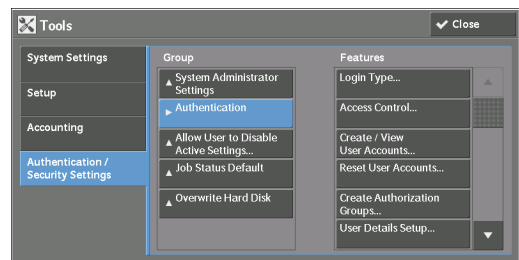 Tools
Close
System Settings
Setup
Accounting
Authentication /
Security Settings
Group
System Administrator
Settings
Authentication
Allow User to Disable
Active Settings...
Job Status Default
Overwrite Hard Disk
Features
Login Type...
Access Control...
Create / View
User Accounts...
Reset User Accounts...
Create Authorization
Groups...
User Details Setup...